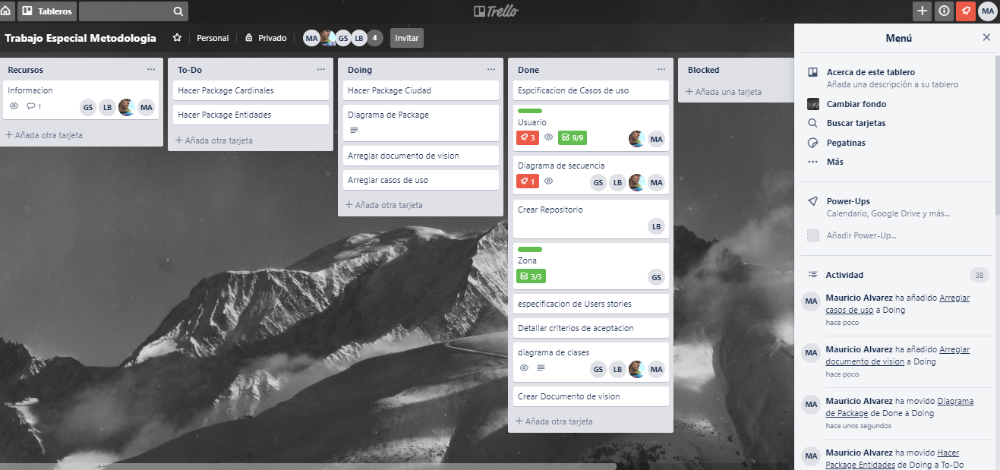 Tableros
Trello
MA
Trabajo Especial Metodologia
Personal
Privado
MA GS LB 4
Invitar
Recursos
Informacion
1
GS LB MA
+ Añada otra tarjeta
To-Do
Hacer Package Cardinales
Hacer Package Entidades
+ Añada otra tarjeta
Doing
Hacer Package Ciudad
Diagrama de Package
Arreglar documento de vision
Arreglar casos de uso
+ Añada otra tarjeta
Done
Espcificacion de Casos de uso
Usuario
3 9/9 MA
Diagrama de secuencia
1 GS LB MA
Crear Repositorio
LB
Zona
3/3 GS
especificacion de Users stories
Detallar criterios de aceptacion
diagrama de clases
GS LB MA
Crear Documento de vision
+ Añada otra tarjeta
Blocked
+ Añada una tarjeta
Menú
Acerca de este tablero
Añada una descripción a su tablero
Cambiar fondo
Buscar tarjetas
Pegatinas
Más
Power-Ups
Calendario, Google Drive y más...
Añadir Power-Up...
Actividad 38
MA Mauricio Alvarez ha añadido Arreglar
casos de uso a Doing
hace poco
MA Mauricio Alvarez ha añadido Arreglar
documento de vision a Doing
hace poco
MA Mauricio Alvarez ha movido Diagrama
de Package de Done a Doing
hace unos segundos
MA Mauricio Alvarez ha movido Hacer
Package Entidades de Doing a To-Do